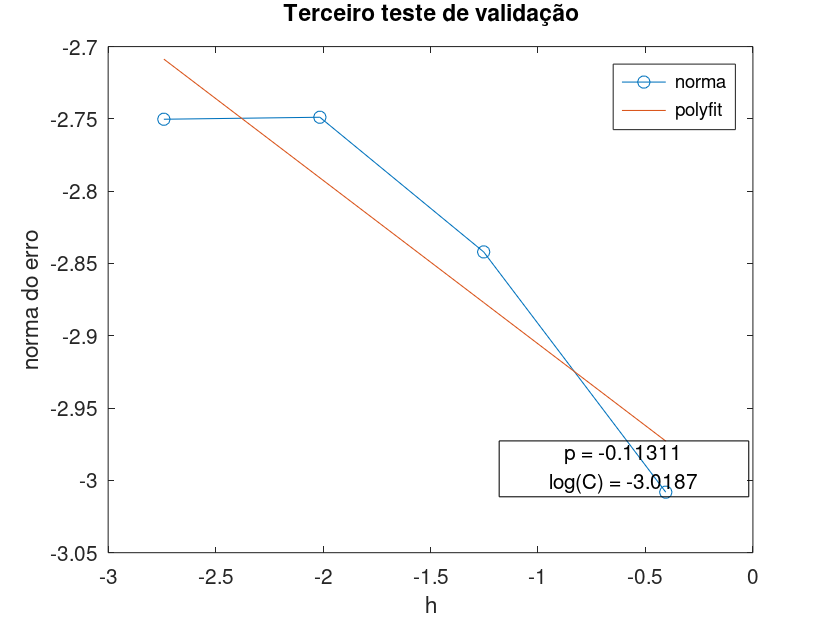 Terceiro teste de validação
-2.7
-2.75
-2.8
-2.85
-2.9
-2.95
-3
-3.05
norma do erro
norma
polyfit
p = -0.11311
log(C) = -3.0187
-3
-2.5
-2
-1.5
-1
-0.5
0
h